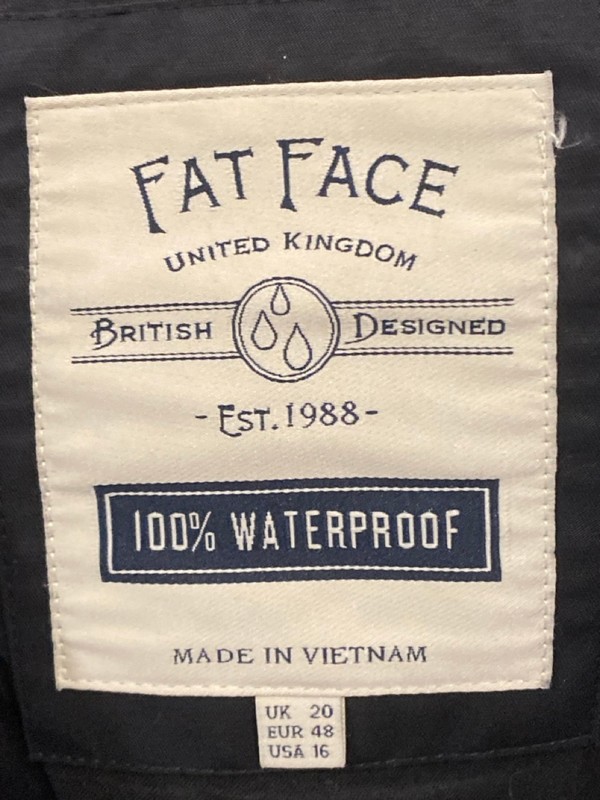 FAT FACE
UNITED KINGDOM
BRITISH DESIGNED
- EST. 1988 -
100% WATERPROOF
MADE IN VIETNAM
UK 20
EUR 48
USA 16